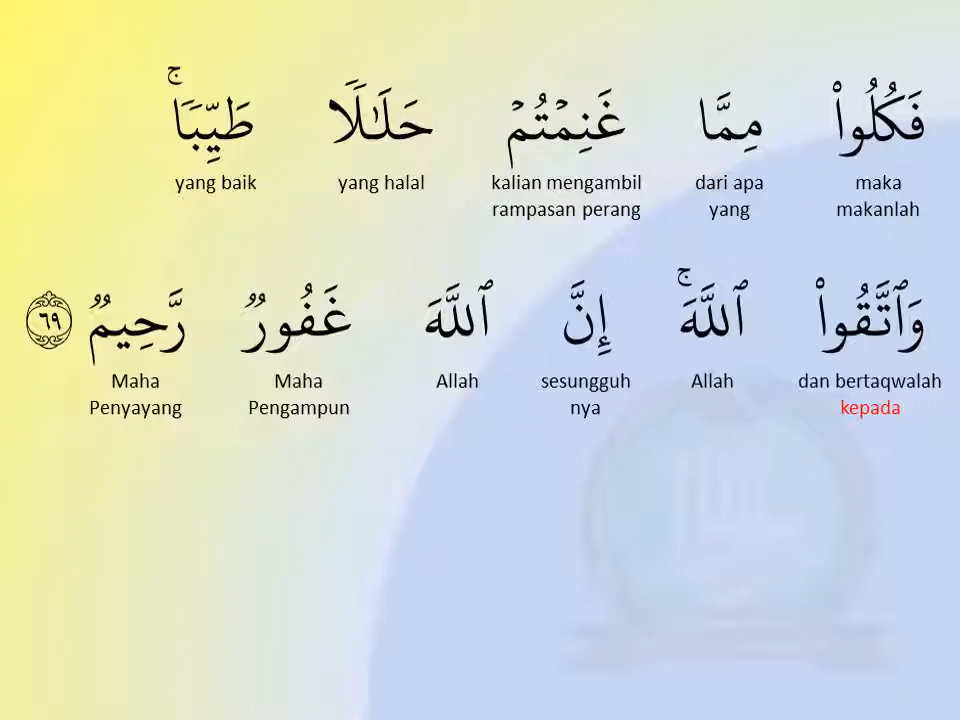 فَكُلُوا۟ مِمَّا غَنِمْتُمْ حَلَـٰلًا طَيِّبًا ۚ
maka dari apa kalian mengambil yang halal yang baik
makanlah yang rampasan perang
وَٱتَّقُوا۟ ٱللَّهَ ۚ إِنَّ ٱللَّهَ غَفُورٌ رَّحِيمٌ ٦٩
dan bertaqwalah Allah sesungguh Allah Maha Maha
kepada nya Pengampun Penyayang